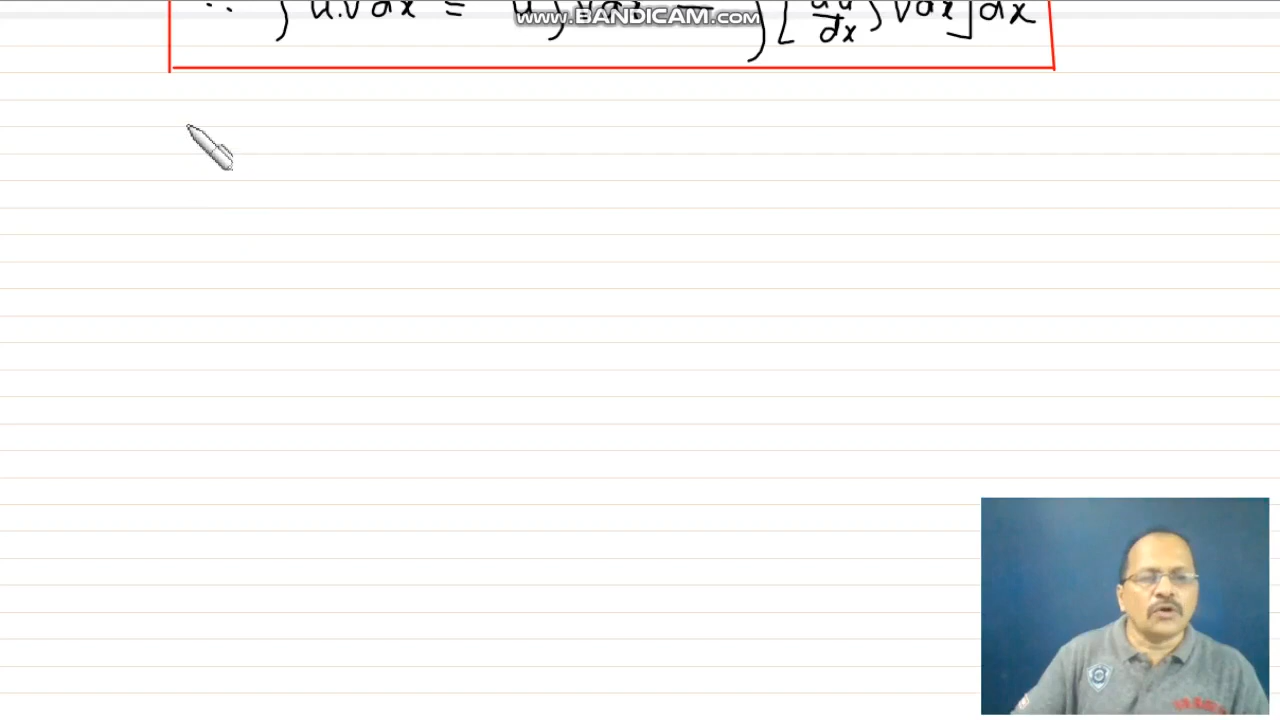 www.BANDICAM.com
∴ ∫ u.v dx = u ∫ v dx − ∫ [ du/dx ∫ v dx ] dx